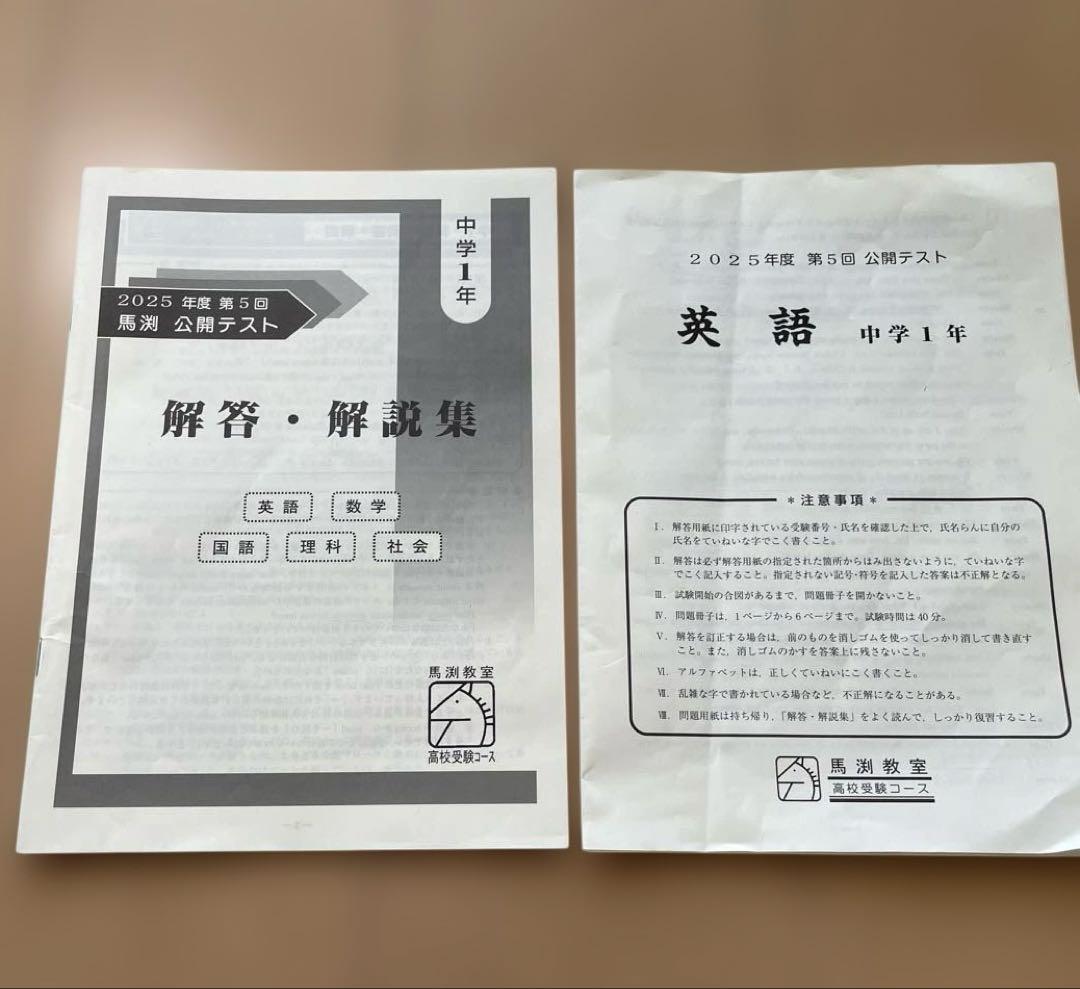 中学1年
2025 年度 第5回
馬渕 公開テスト
解答・解説集
英語 数学
国語 理科 社会
馬渕教室
高校受験コース
2025年度 第5回 公開テスト
英語 中学1年
*注意事項*
Ⅰ. 解答用紙に印字されている受験番号・氏名を確認した上で、氏名らんに自分の
氏名をていねいな字でこく書くこと。
Ⅱ. 解答は必ず解答用紙の指定された箇所からはみ出さないように、ていねいな字
でこく記入すること。指定されない記号・符号を記入した答案は不正解となる。
Ⅲ. 試験開始の合図があるまで、問題冊子を開かないこと。
Ⅳ. 問題冊子は、1ページから6ページまで。試験時間は40分。
Ⅴ. 解答を訂正する場合は、前のものを消しゴムを使ってしっかり消して書き直す
こと。また、消しゴムのかすを答案上に残さないこと。
Ⅵ. アルファベットは、正しくていねいにこく書くこと。
Ⅶ. 乱雑な字で書かれている場合など、不正解になることがある。
Ⅷ. 問題用紙は持ち帰り、「解答・解説集」をよく読んで、しっかり復習すること。
馬渕教室
高校受験コース